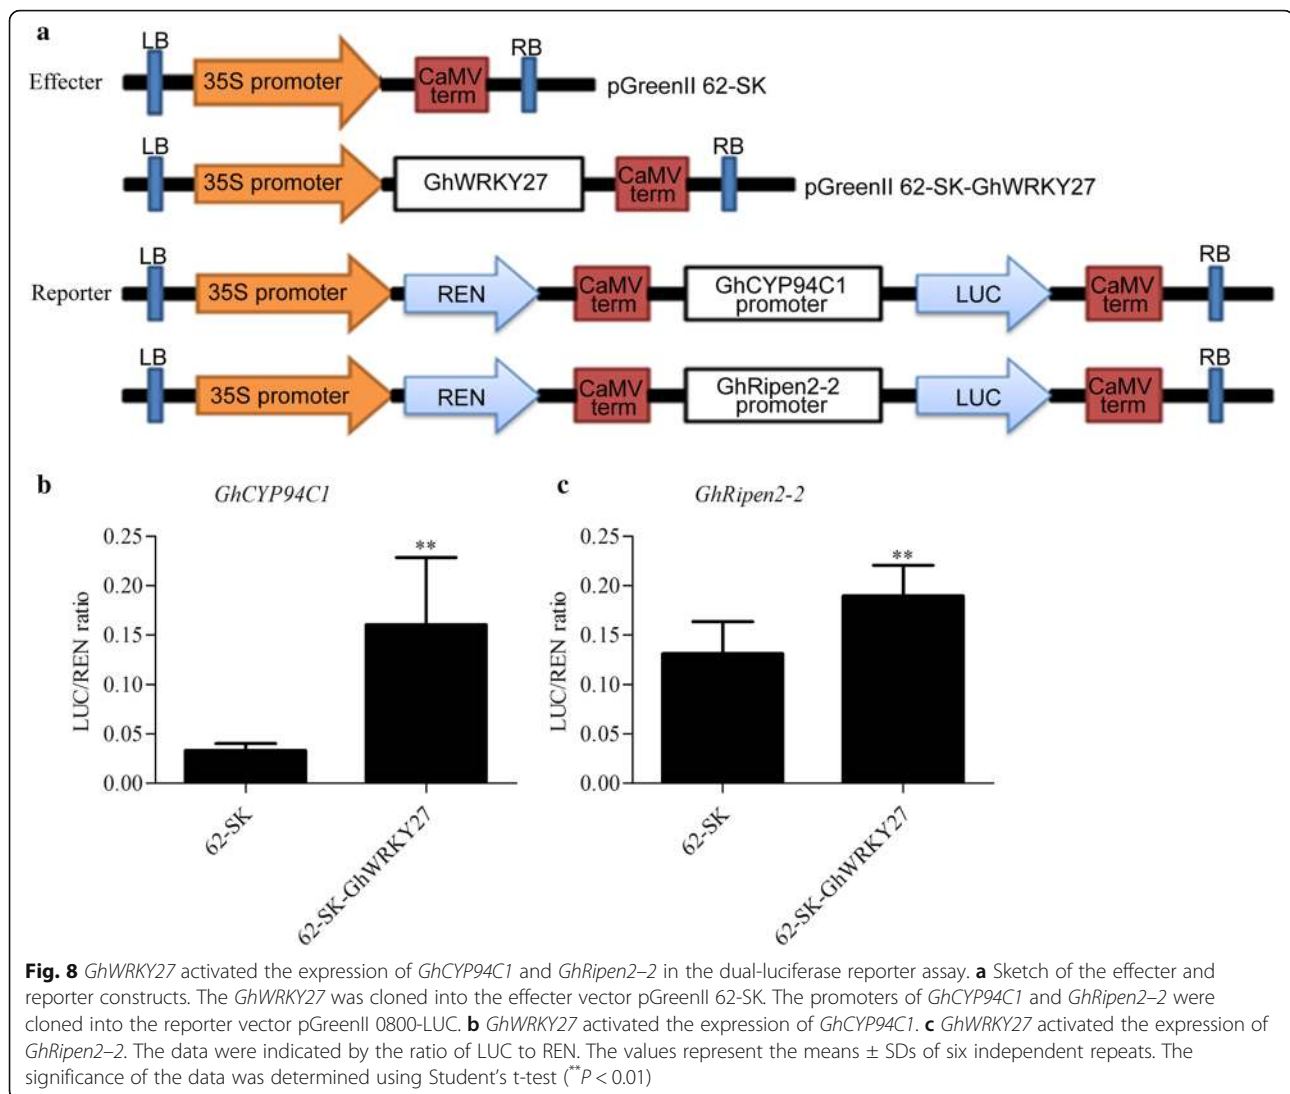 a
LB
RB
Effecter
35S promoter
CaMV
term
pGreenII 62-SK
LB
RB
35S promoter
GhWRKY27
CaMV
term
pGreenII 62-SK-GhWRKY27
LB
RB
Reporter
35S promoter
REN
CaMV
term
GhCYP94C1
promoter
LUC
CaMV
term
LB
RB
35S promoter
REN
CaMV
term
GhRipen2-2
promoter
LUC
CaMV
term
b
GhCYP94C1
LUC/REN ratio
0.25
0.20
0.15
0.10
0.05
0.00
**
62-SK
62-SK-GhWRKY27
c
GhRipen2-2
LUC/REN ratio
0.25
0.20
0.15
0.10
0.05
0.00
**
62-SK
62-SK-GhWRKY27
Fig. 8 GhWRKY27 activated the expression of GhCYP94C1 and GhRipen2–2 in the dual-luciferase reporter assay. a Sketch of the effecter and
reporter constructs. The GhWRKY27 was cloned into the effecter vector pGreenII 62-SK. The promoters of GhCYP94C1 and GhRipen2–2 were
cloned into the reporter vector pGreenII 0800-LUC. b GhWRKY27 activated the expression of GhCYP94C1. c GhWRKY27 activated the expression of
GhRipen2–2. The data were indicated by the ratio of LUC to REN. The values represent the means ± SDs of six independent repeats. The
significance of the data was determined using Student's t-test (**P < 0.01)